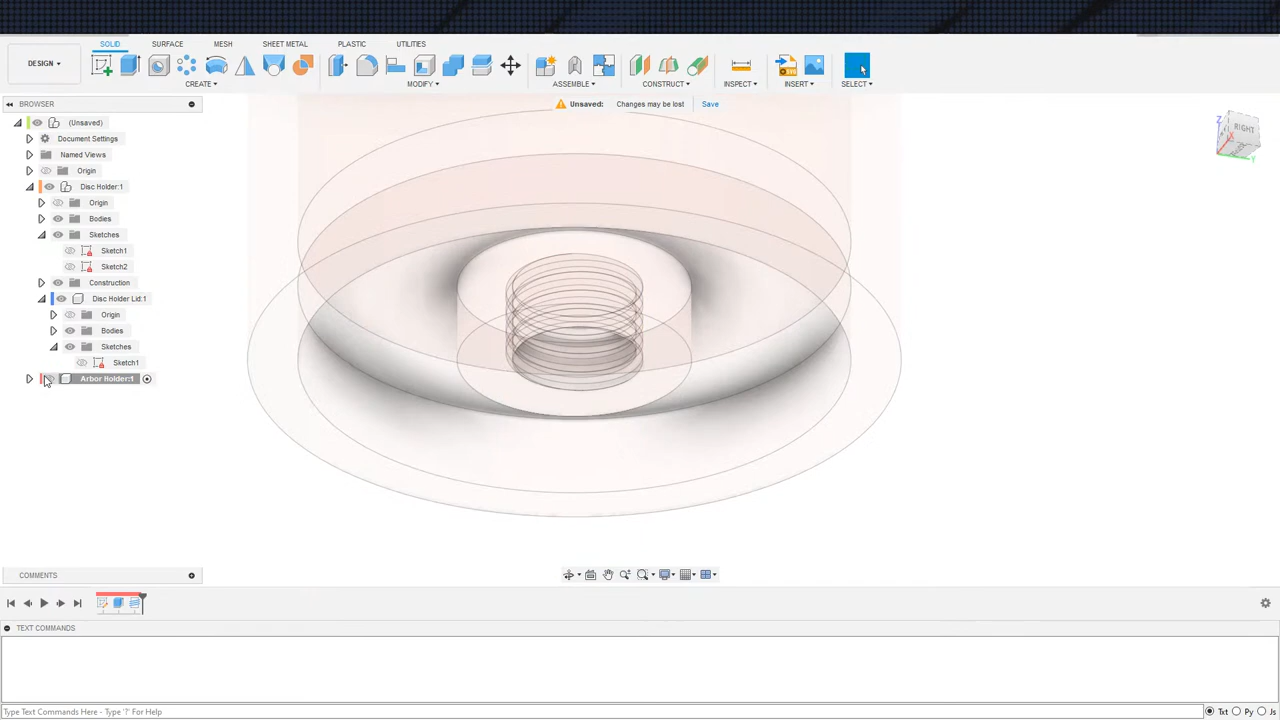 SOLID SURFACE MESH SHEET METAL PLASTIC UTILITIES
DESIGN
CREATE MODIFY ASSEMBLE CONSTRUCT INSPECT INSERT SELECT
BROWSER
Unsaved: Changes may be lost Save
(Unsaved)
Document Settings
Named Views
Origin
Disc Holder:1
Origin
Bodies
Sketches
Sketch1
Sketch2
Construction
Disc Holder Lid:1
Origin
Bodies
Sketches
Sketch1
Arbor Holder:1
Z
RIGHT
X
Y
COMMENTS
TEXT COMMANDS
Type Text Commands Here - Type '?' For Help
Txt Py Js